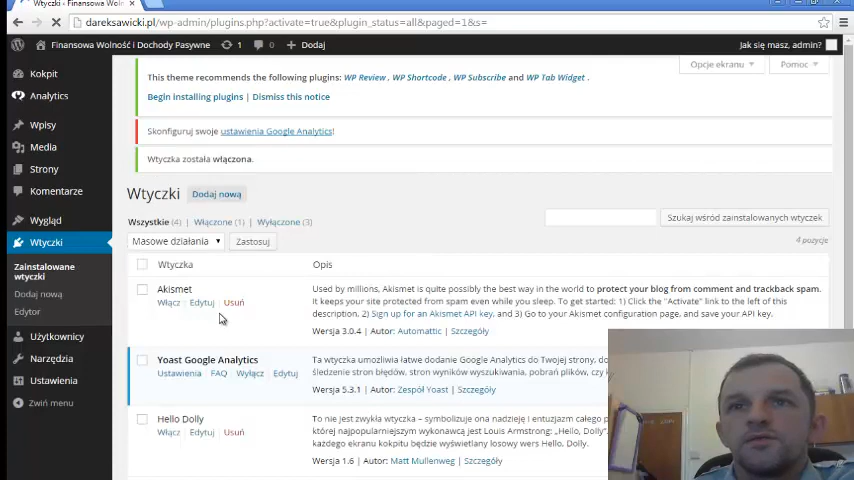 Wtyczki ‹ Finansowa Woln
dareksawicki.pl/wp-admin/plugins.php?activate=true&plugin_status=all&paged=1&s=
Finansowa Wolność i Dochody Pasywne 1 0 Dodaj Jak się masz, admin?
Opcje ekranu Pomoc
Kokpit
Analytics
Wpisy
Media
Strony
Komentarze
Wygląd
Wtyczki
Zainstalowane
wtyczki
Dodaj nową
Edytor
Użytkownicy
Narzędzia
Ustawienia
Zwiń menu
This theme recommends the following plugins: WP Review , WP Shortcode , WP Subscribe and WP Tab Widget .
Begin installing plugins | Dismiss this notice
Skonfiguruj swoje ustawienia Google Analytics!
Wtyczka została włączona.
Wtyczki Dodaj nową
Wszystkie (4) | Włączone (1) | Wyłączone (3)
Szukaj wśród zainstalowanych wtyczek
Masowe działania Zastosuj
4 pozycje
Wtyczka Opis
Akismet
Włącz | Edytuj | Usuń
Used by millions, Akismet is quite possibly the best way in the world to protect your blog from comment and trackback spam.
It keeps your site protected from spam even while you sleep. To get started: 1) Click the "Activate" link to the left of this
description, 2) Sign up for an Akismet API key, and 3) Go to your Akismet configuration page, and save your API key.
Wersja 3.0.4 | Autor: Automattic | Szczegóły
Yoast Google Analytics
Ustawienia | FAQ | Wyłącz | Edytuj
Ta wtyczka umożliwia łatwe dodanie Google Analytics do Twojej strony, do
śledzenie stron błędów, stron wyników wyszukiwania, pobrań plików, czy k
Wersja 5.3.1 | Autor: Zespół Yoast | Szczegóły
Hello Dolly
Włącz | Edytuj | Usuń
To nie jest zwykła wtyczka – symbolizuje ona nadzieję i entuzjazm całego p
której najpopularniejszym wykonawcą jest Louis Armstrong: „Hello, Dolly". W
każdego ekranu kokpitu będzie wyświetlany losowy wers Hello, Dolly.
Wersja 1.6 | Autor: Matt Mullenweg | Szczegóły